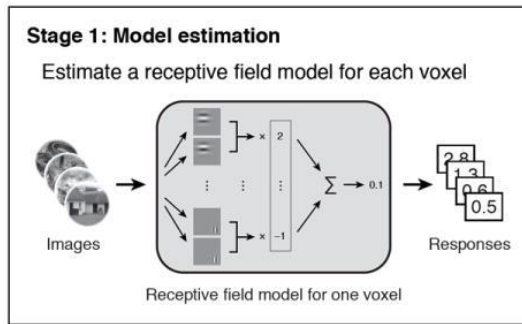 Stage 1: Model estimation
Estimate a receptive field model for each voxel
× 2
⋮ ⋮ ⋮
Σ 0.1
× −1
2.8
1.3
0.6
0.5
Images
Responses
Receptive field model for one voxel